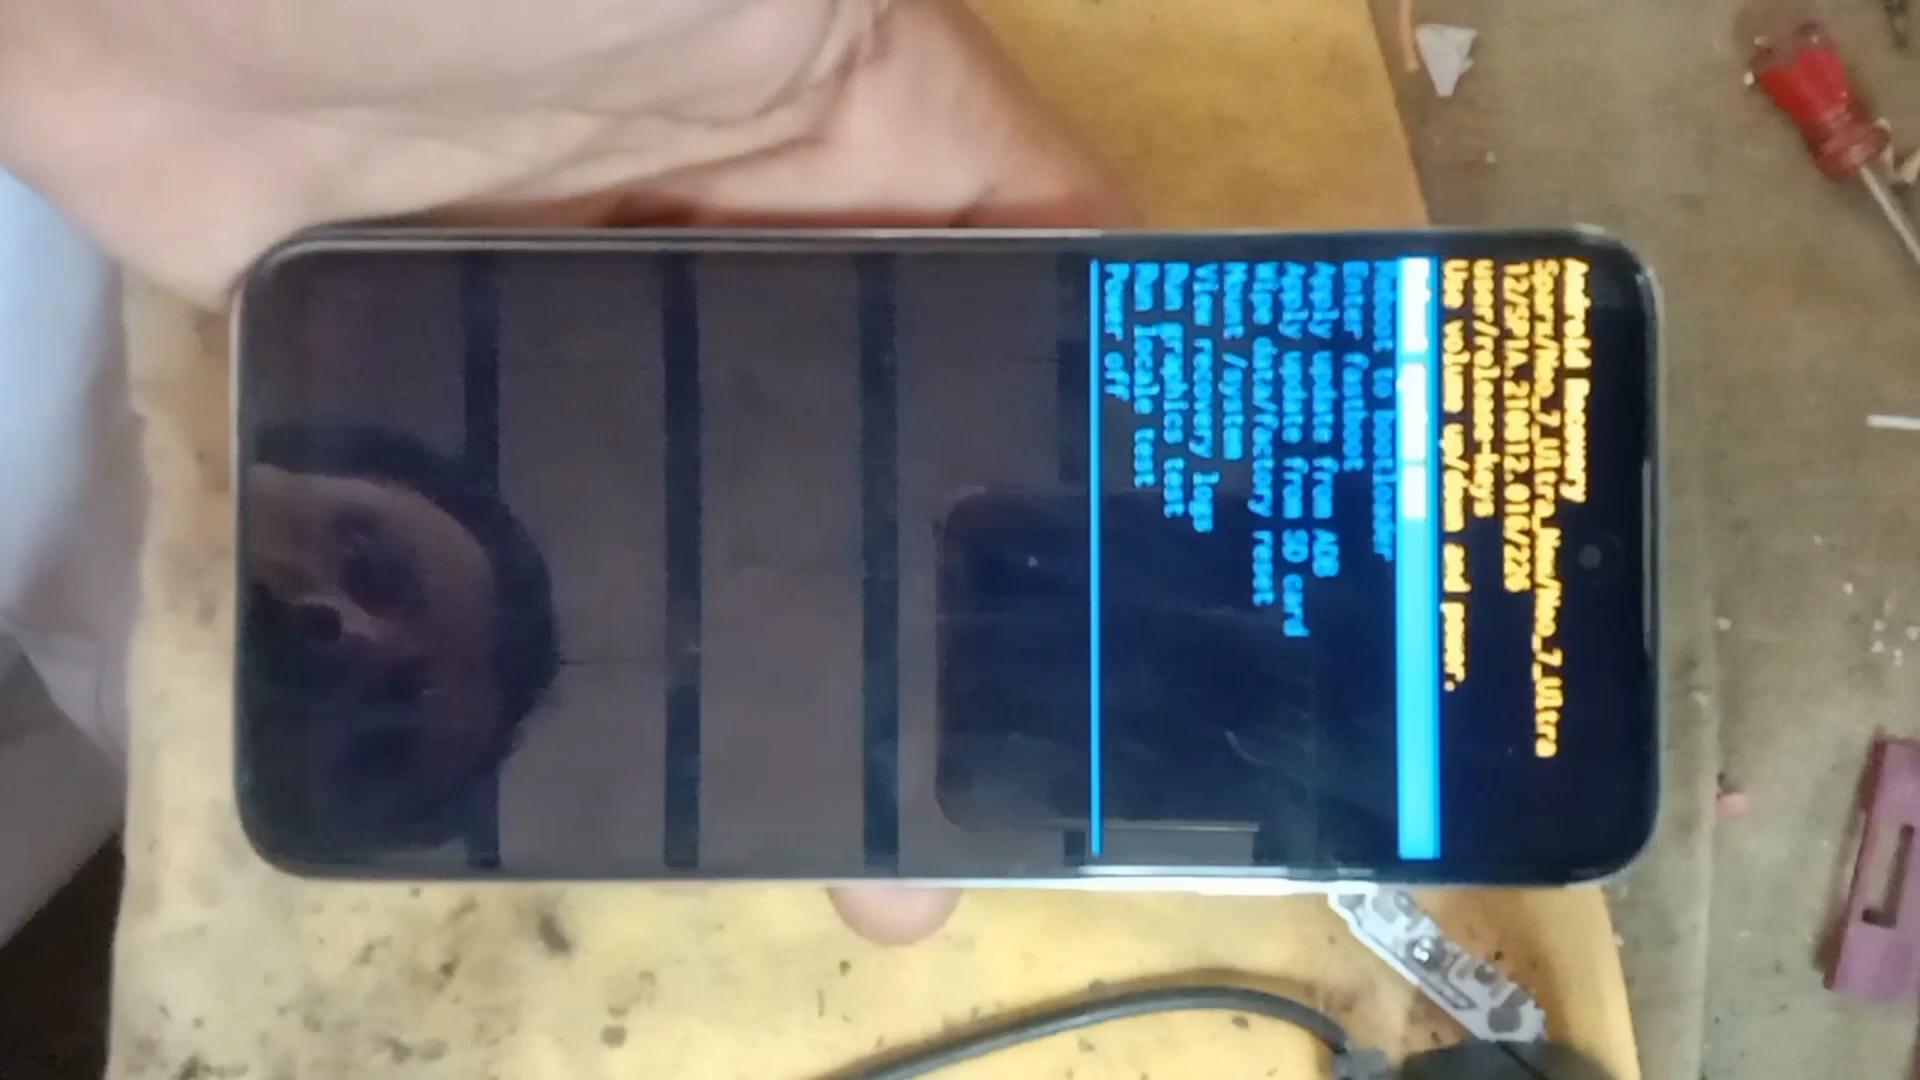 Android Recovery
Sparx/Neo_7_Ultra_New/Neo_7_Ultra
12/SP1A.210812.016/226
user/release-keys
Use volume up/down and power.
Reboot system now
Reboot to bootloader
Enter fastboot
Apply update from ADB
Apply update from SD card
Wipe data/factory reset
Mount /system
View recovery logs
Run graphics test
Run locale test
Power off